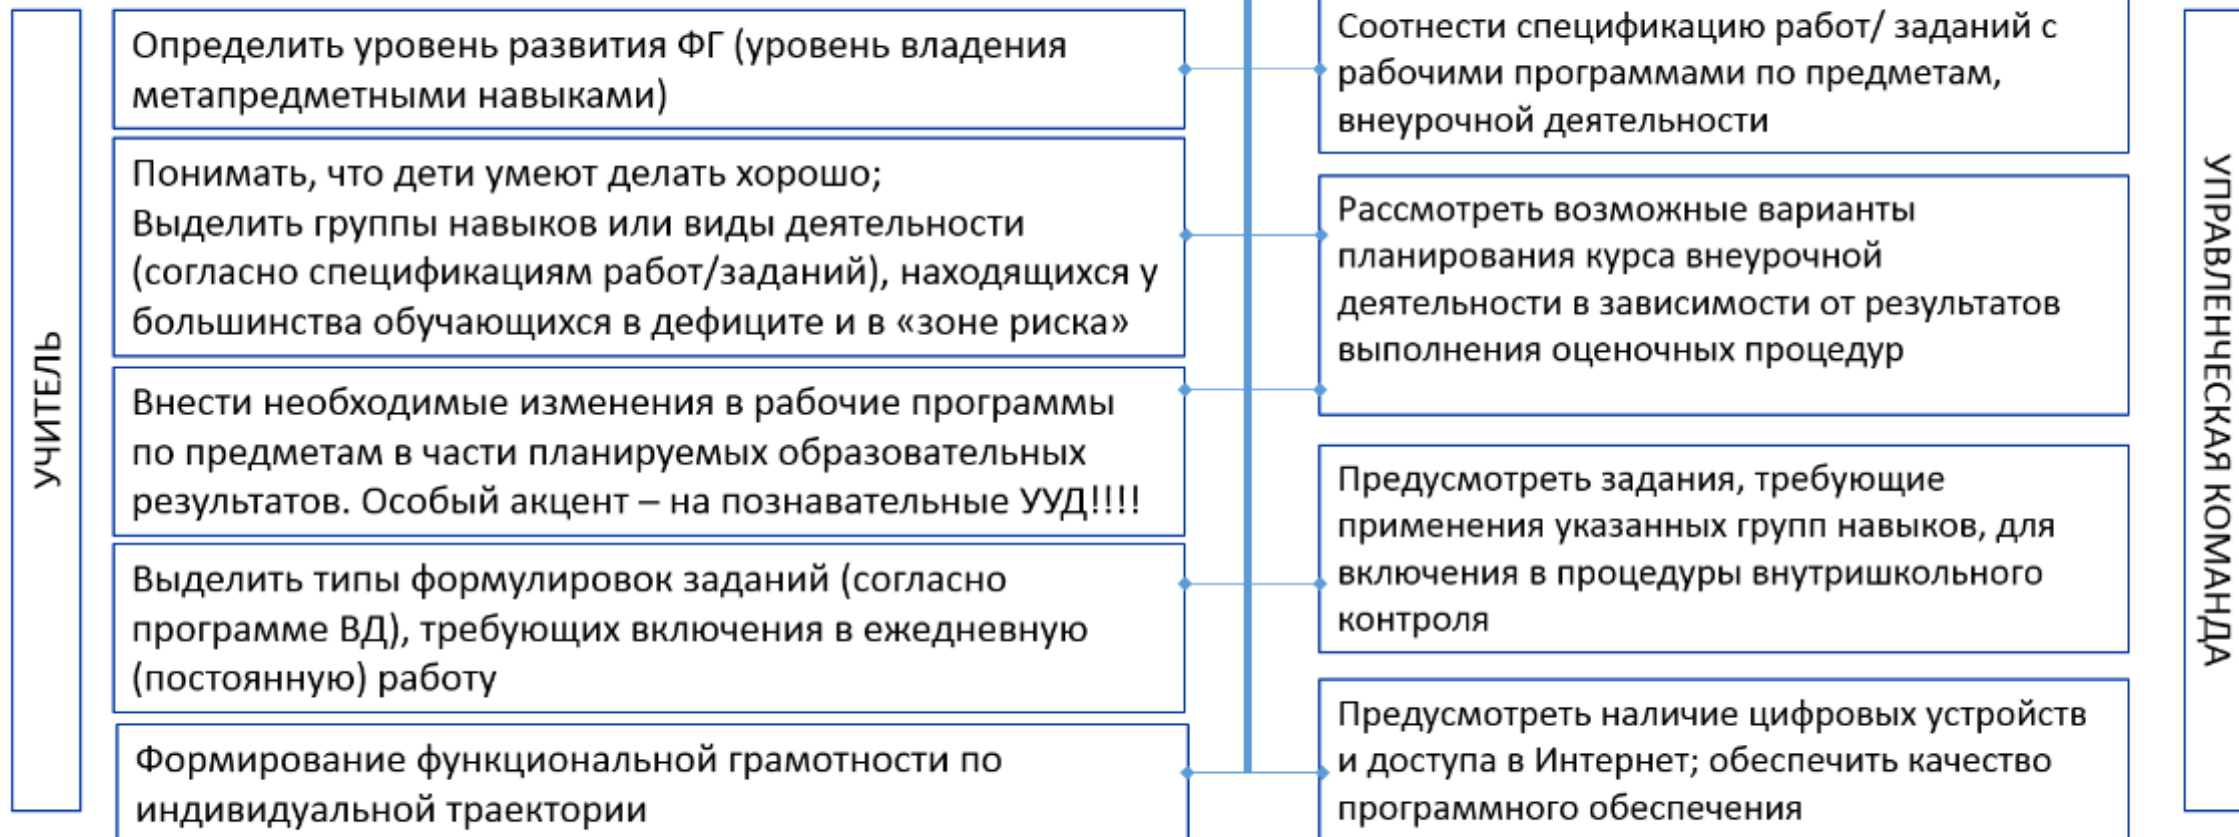 УЧИТЕЛЬ
Определить уровень развития ФГ (уровень владения
метапредметными навыками)
Понимать, что дети умеют делать хорошо;
Выделить группы навыков или виды деятельности
(согласно спецификациям работ/заданий), находящихся у
большинства обучающихся в дефиците и в «зоне риска»
Внести необходимые изменения в рабочие программы
по предметам в части планируемых образовательных
результатов. Особый акцент – на познавательные УУД!!!!
Выделить типы формулировок заданий (согласно
программе ВД), требующих включения в ежедневную
(постоянную) работу
Формирование функциональной грамотности по
индивидуальной траектории
Соотнести спецификацию работ/ заданий с
рабочими программами по предметам,
внеурочной деятельности
Рассмотреть возможные варианты
планирования курса внеурочной
деятельности в зависимости от результатов
выполнения оценочных процедур
Предусмотреть задания, требующие
применения указанных групп навыков, для
включения в процедуры внутришкольного
контроля
Предусмотреть наличие цифровых устройств
и доступа в Интернет; обеспечить качество
программного обеспечения
УПРАВЛЕНЧЕСКАЯ КОМАНДА